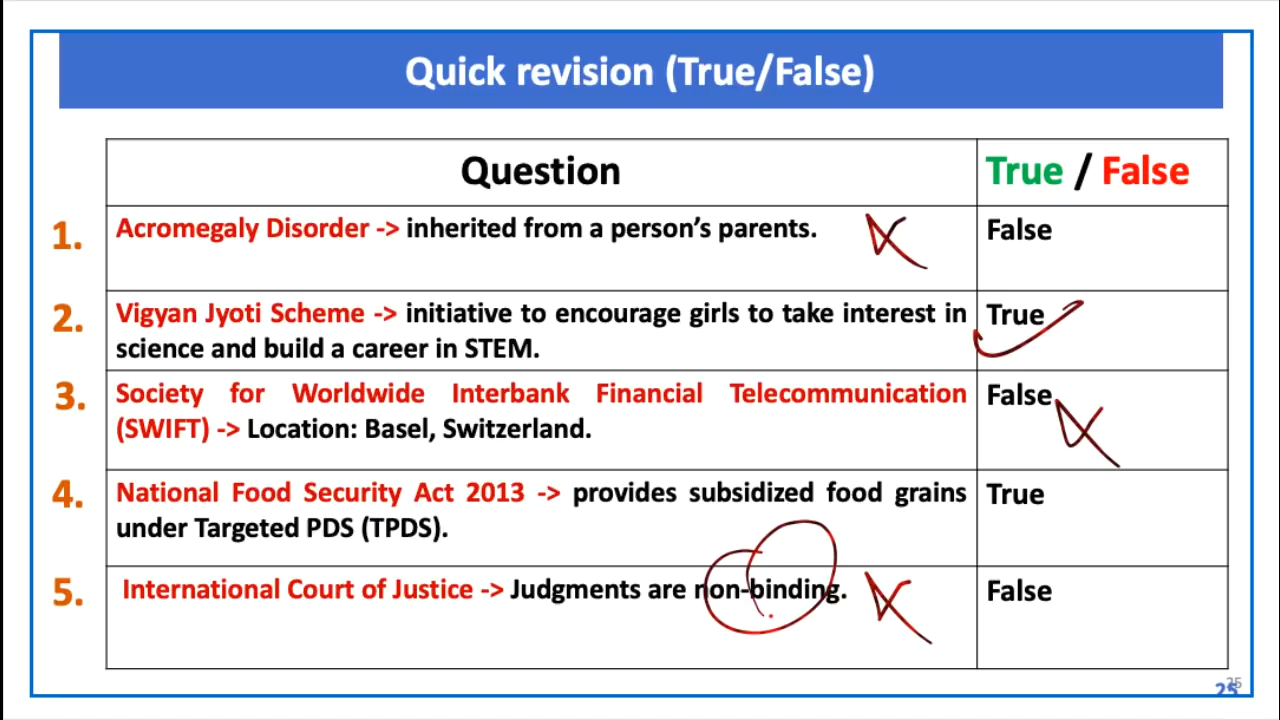 Quick revision (True/False)
Question True / False
1. Acromegaly Disorder -> inherited from a person’s parents. False
2. Vigyan Jyoti Scheme -> initiative to encourage girls to take interest in True
science and build a career in STEM.
3. Society for Worldwide Interbank Financial Telecommunication False
(SWIFT) -> Location: Basel, Switzerland.
4. National Food Security Act 2013 -> provides subsidized food grains True
under Targeted PDS (TPDS).
5. International Court of Justice -> Judgments are non-binding. False
25
25